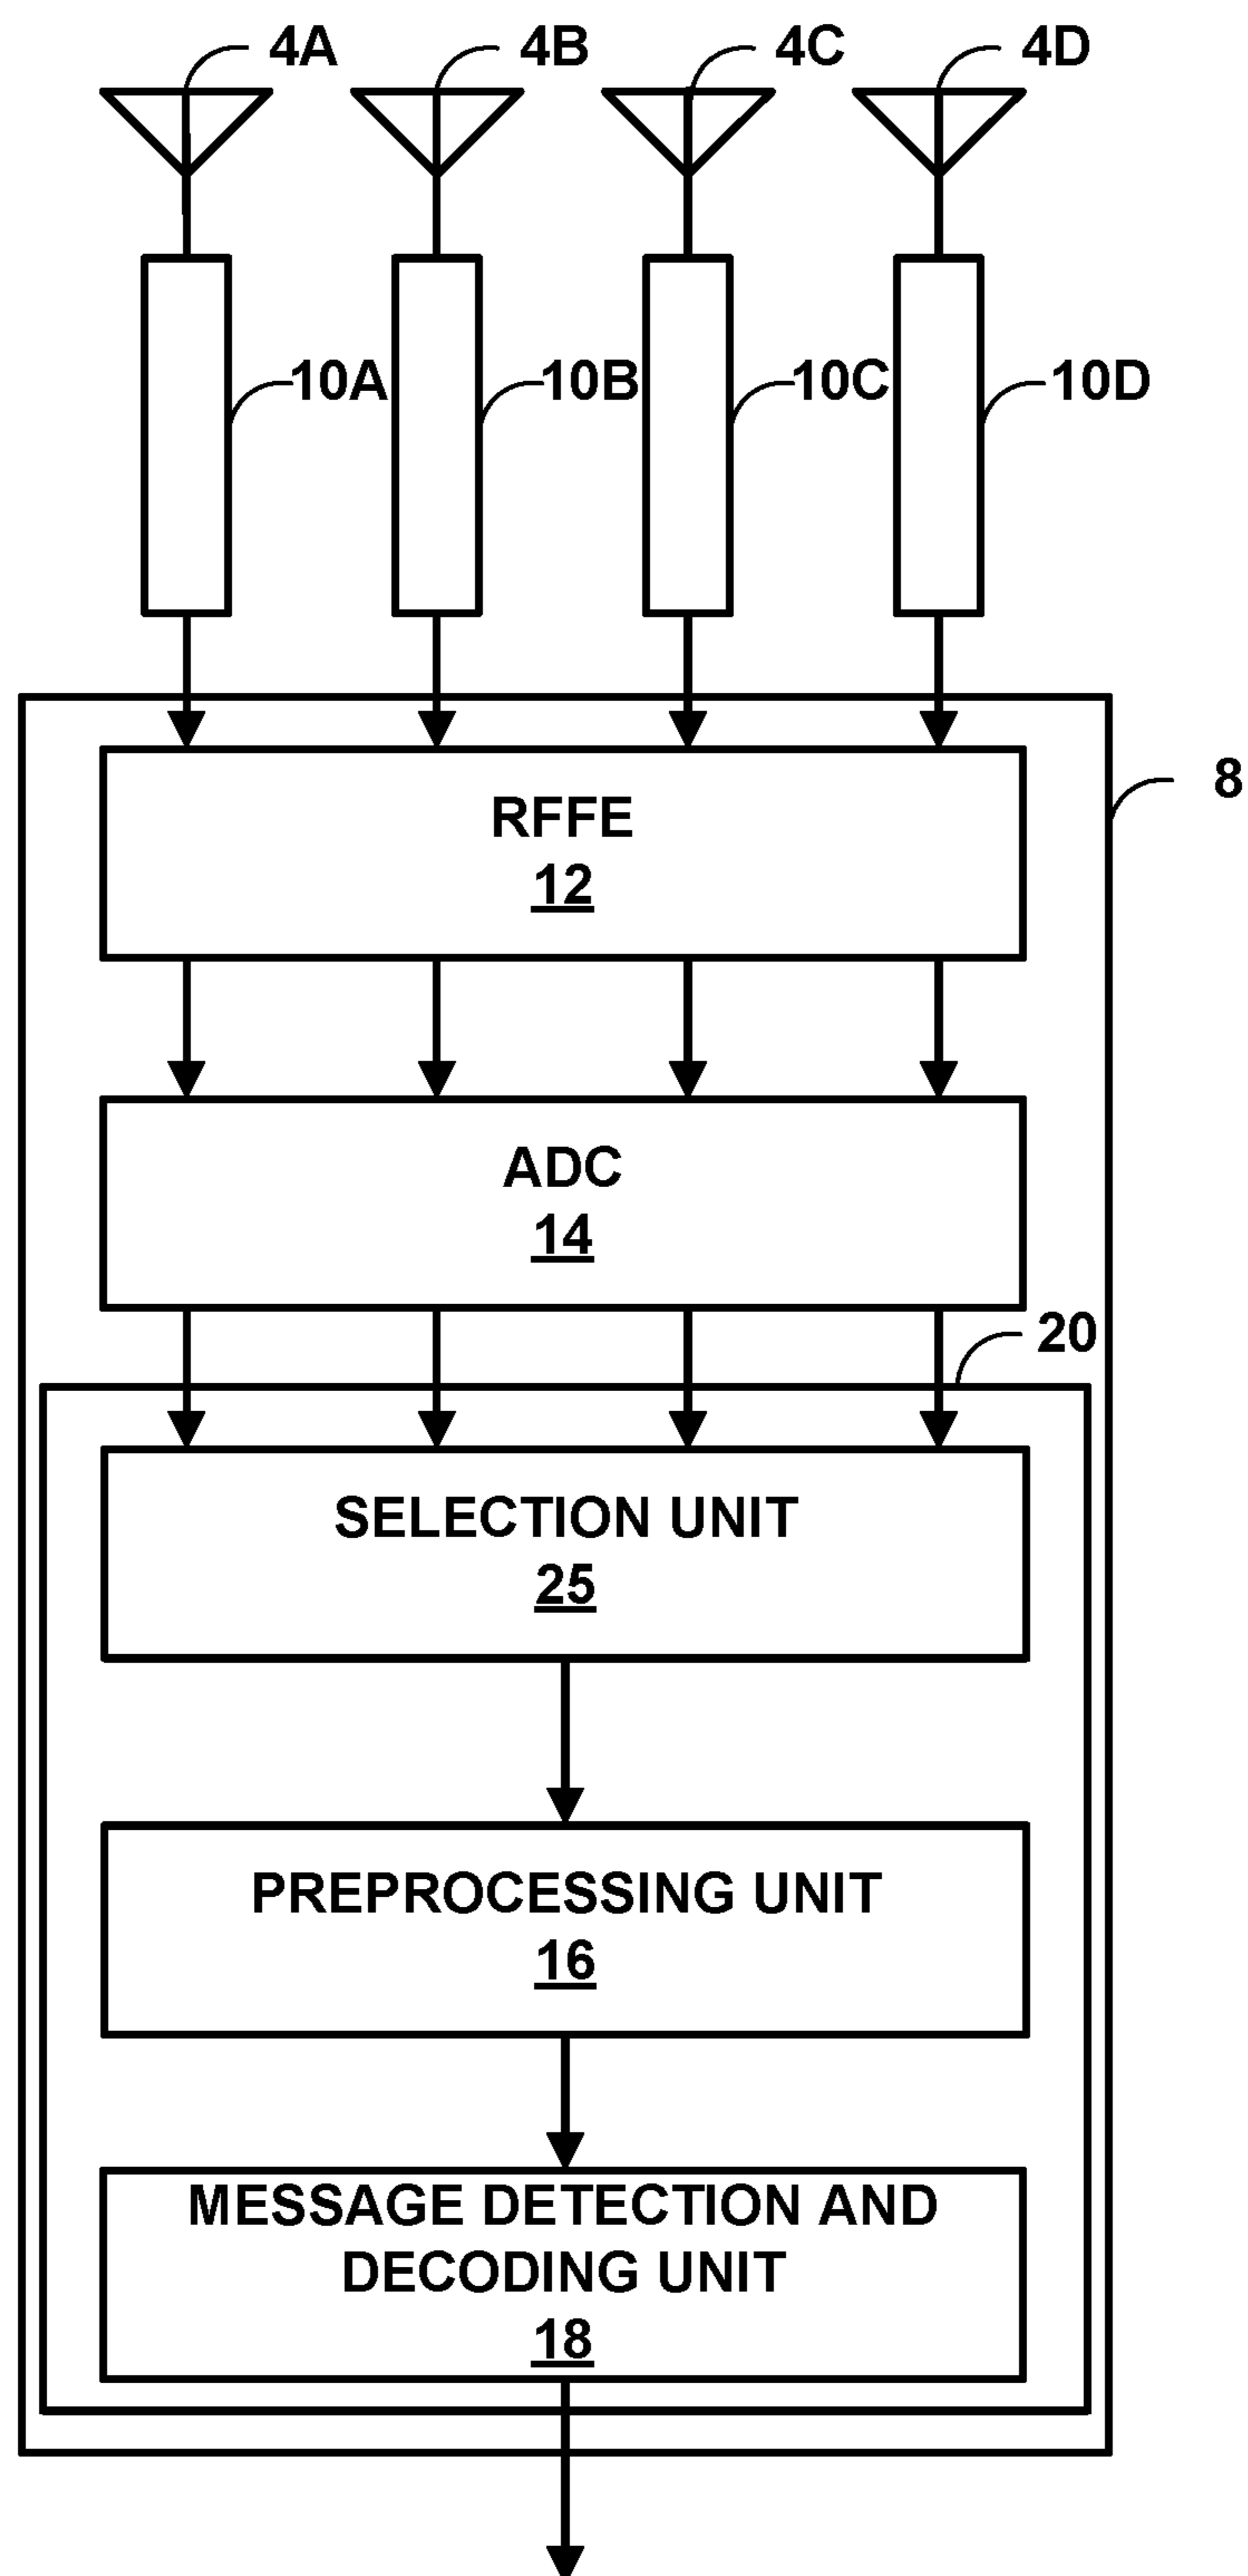 4A 4B 4C 4D
10A 10B 10C 10D
8
RFFE
12
ADC
14
20
SELECTION UNIT
25
PREPROCESSING UNIT
16
MESSAGE DETECTION AND
DECODING UNIT
18